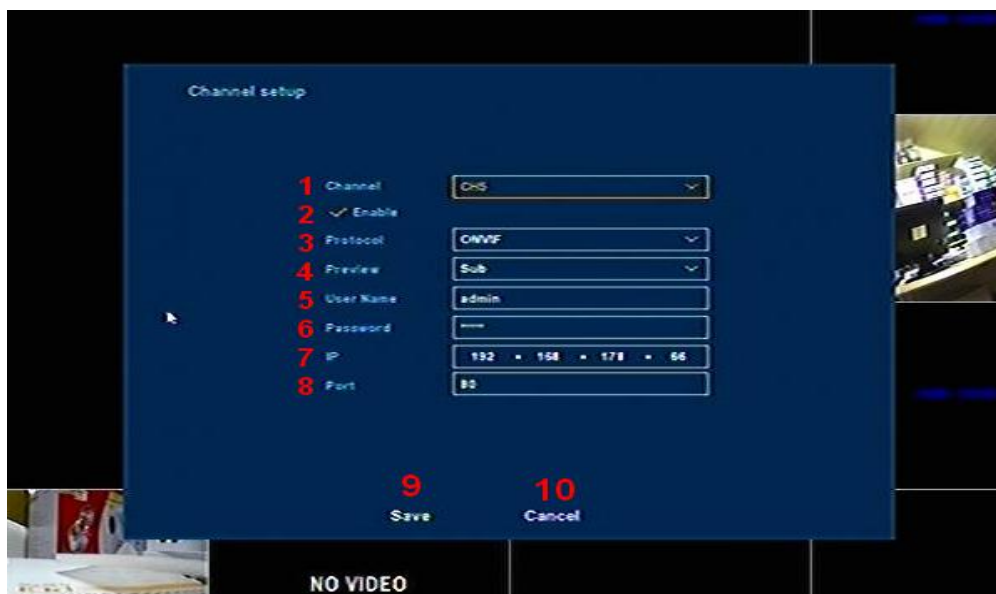 Channel setup
1 Channel CH5
2 Enable
3 Protocol ONVIF
4 Preview Sub
5 User Name admin
6 Password
7 IP 192 168 178 66
8 Port 80
9 10
Save Cancel
NO VIDEO